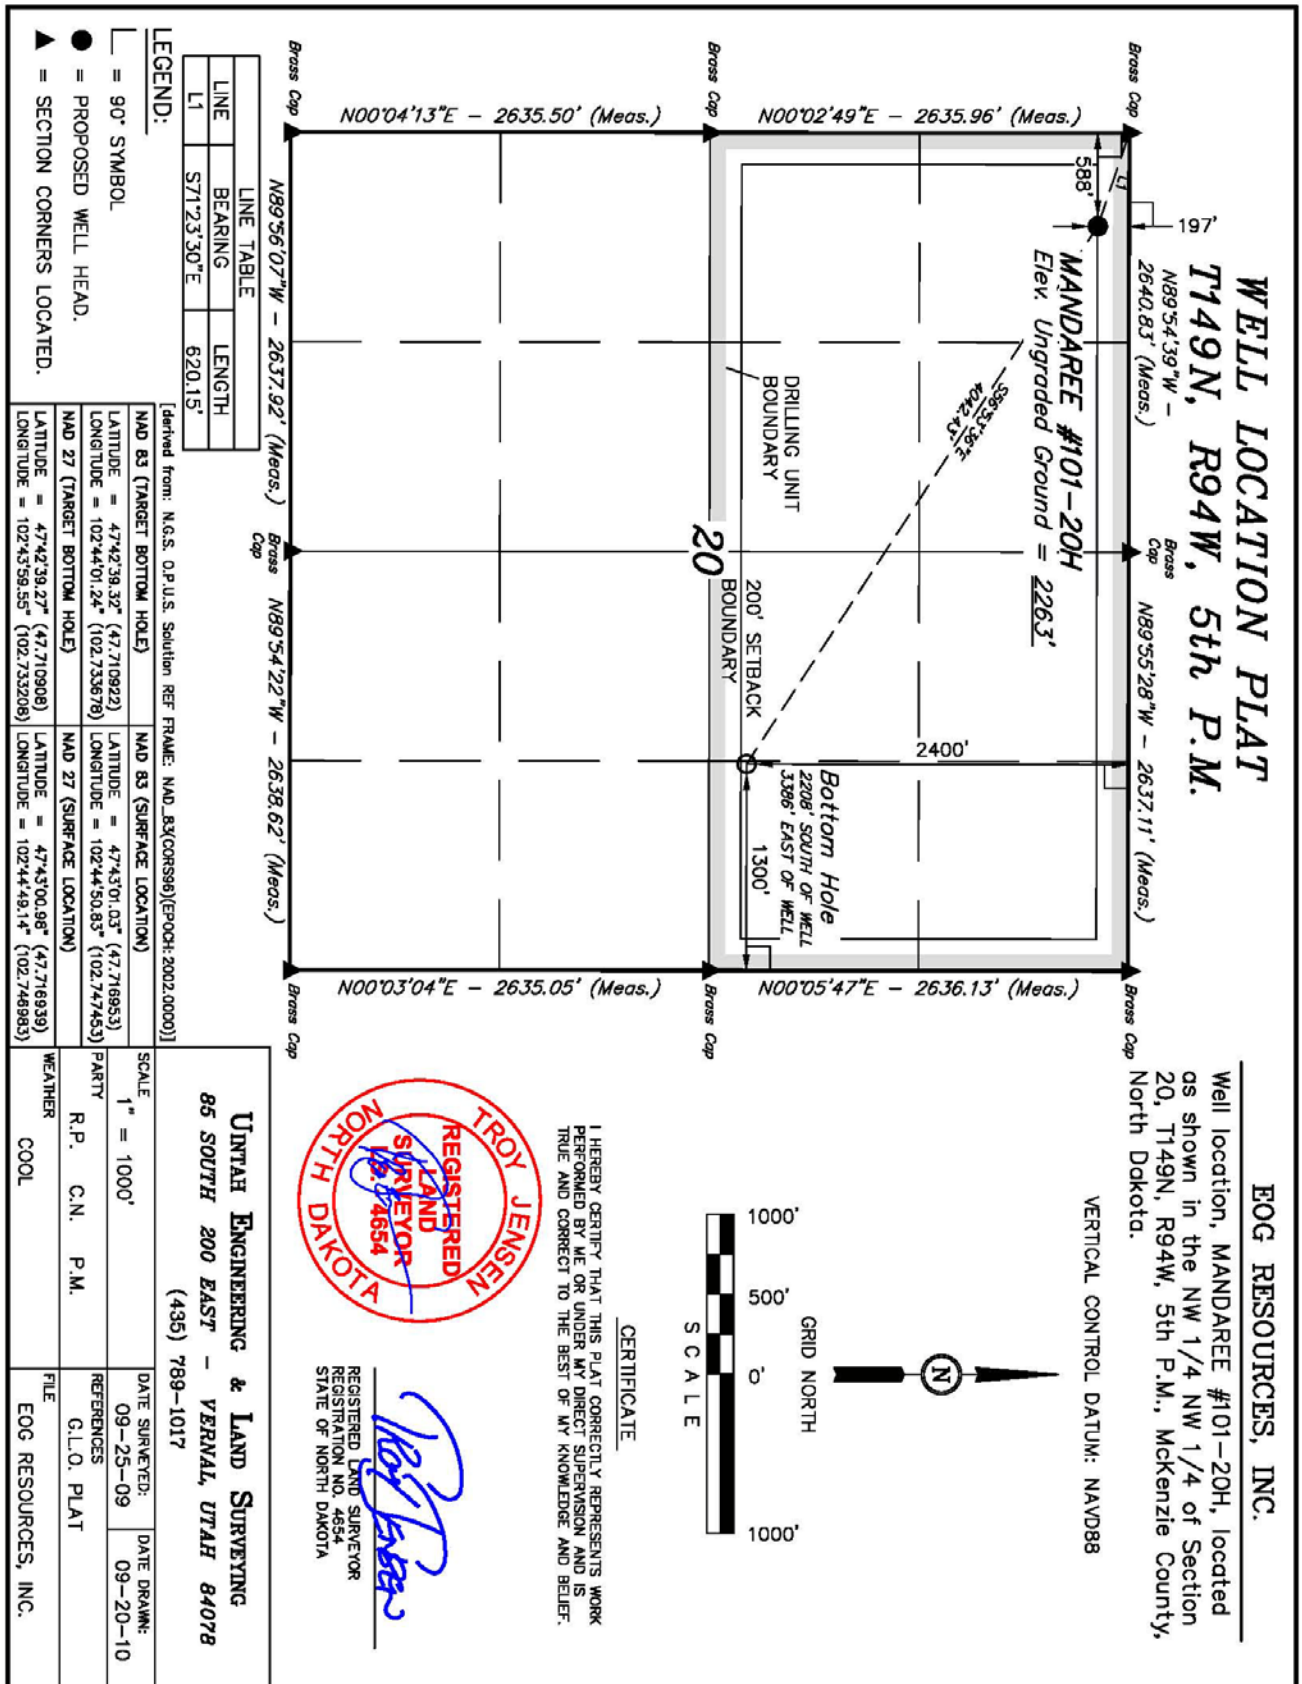 WELL LOCATION PLAT
T149N, R94W, 5th P.M.
EOG RESOURCES, INC.
Well location, MANDAREE #101-20H, located
as shown in the NW 1/4 NW 1/4 of Section
20, T149N, R94W, 5th P.M., McKenzie County,
North Dakota.
VERTICAL CONTROL DATUM: NAVD88
Brass Cap
N89°54'39"W -
2640.83' (Meas.)
Brass
Cap
N89°55'28"W - 2637.11' (Meas.)
Brass Cap
197'
L1
588'
MANDAREE #101-20H
Elev. Ungraded Ground = 2263'
N00°02'49"E - 2635.96' (Meas.)
S56°53'36"E
4042.43'
2400'
Bottom Hole
2208' SOUTH OF WELL
3386' EAST OF WELL
1300'
N00°05'47"E - 2636.13' (Meas.)
DRILLING UNIT
BOUNDARY
200' SETBACK
BOUNDARY
20
Brass Cap
Brass Cap
N00°04'13"E - 2635.50' (Meas.)
N00°03'04"E - 2635.05' (Meas.)
Brass Cap
N89°56'07"W - 2637.92' (Meas.)
Brass
Cap
N89°54'22"W - 2638.62' (Meas.)
Brass Cap
GRID NORTH
N
1000'
500'
0'
1000'
SCALE
CERTIFICATE
I HEREBY CERTIFY THAT THIS PLAT CORRECTLY REPRESENTS WORK
PERFORMED BY ME OR UNDER MY DIRECT SUPERVISION AND IS
TRUE AND CORRECT TO THE BEST OF MY KNOWLEDGE AND BELIEF.
TROY JENSEN
REGISTERED
LAND
SURVEYOR
LS. 4654
NORTH DAKOTA
Troy Jensen
REGISTERED LAND SURVEYOR
REGISTRATION NO. 4654
STATE OF NORTH DAKOTA
LINE TABLE
LINE BEARING LENGTH
L1 S71°23'30"E 620.15'
LEGEND:
= 90° SYMBOL
= PROPOSED WELL HEAD.
= SECTION CORNERS LOCATED.
[derived from: N.G.S. O.P.U.S. Solution REF FRAME: NAD_83(CORS96)(EPOCH:2002.0000)]
NAD 83 (TARGET BOTTOM HOLE)
LATITUDE = 47°42'39.32" (47.710922)
LONGITUDE = 102°44'01.24" (102.733678)
NAD 27 (TARGET BOTTOM HOLE)
LATITUDE = 47°42'39.27" (47.710908)
LONGITUDE = 102°43'59.55" (102.733208)
NAD 83 (SURFACE LOCATION)
LATITUDE = 47°43'01.03" (47.716953)
LONGITUDE = 102°44'50.83" (102.747453)
NAD 27 (SURFACE LOCATION)
LATITUDE = 47°43'00.98" (47.716939)
LONGITUDE = 102°44'49.14" (102.746983)
UINTAH ENGINEERING & LAND SURVEYING
85 SOUTH 200 EAST - VERNAL, UTAH 84078
(435) 789-1017
SCALE
1" = 1000'
DATE SURVEYED:
09-25-09
DATE DRAWN:
09-20-10
PARTY
R.P. C.N. P.M.
REFERENCES
G.L.O. PLAT
WEATHER
COOL
FILE
EOG RESOURCES, INC.